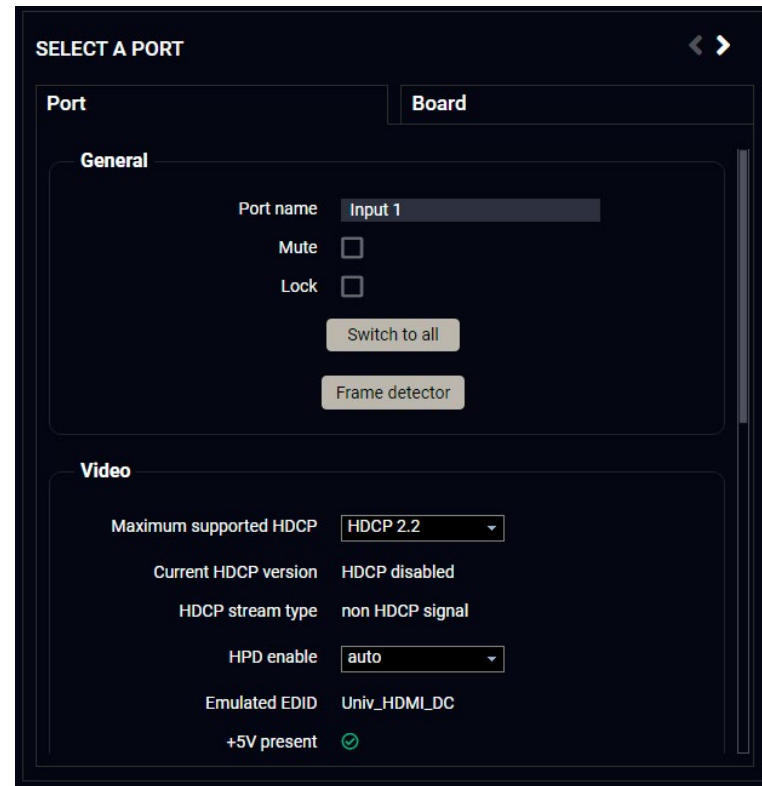 SELECT A PORT
Port Board
General
Port name Input 1
Mute
Lock
Switch to all
Frame detector
Video
Maximum supported HDCP HDCP 2.2
Current HDCP version HDCP disabled
HDCP stream type non HDCP signal
HPD enable auto
Emulated EDID Univ_HDMI_DC
+5V present